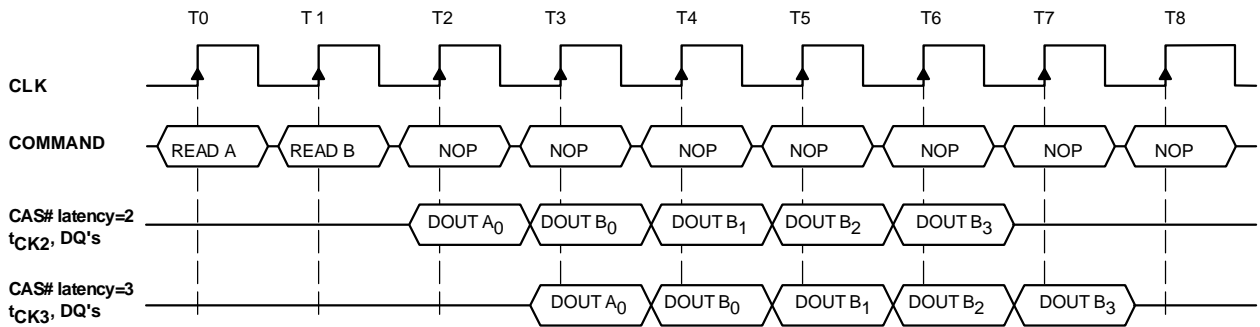 T0 T 1 T2 T3 T4 T5 T6 T7 T8
CLK
COMMAND READ A READ B NOP NOP NOP NOP NOP NOP NOP
CAS# latency=2
tCK2, DQ's DOUT A0 DOUT B0 DOUT B1 DOUT B2 DOUT B3
CAS# latency=3
tCK3, DQ's DOUT A0 DOUT B0 DOUT B1 DOUT B2 DOUT B3